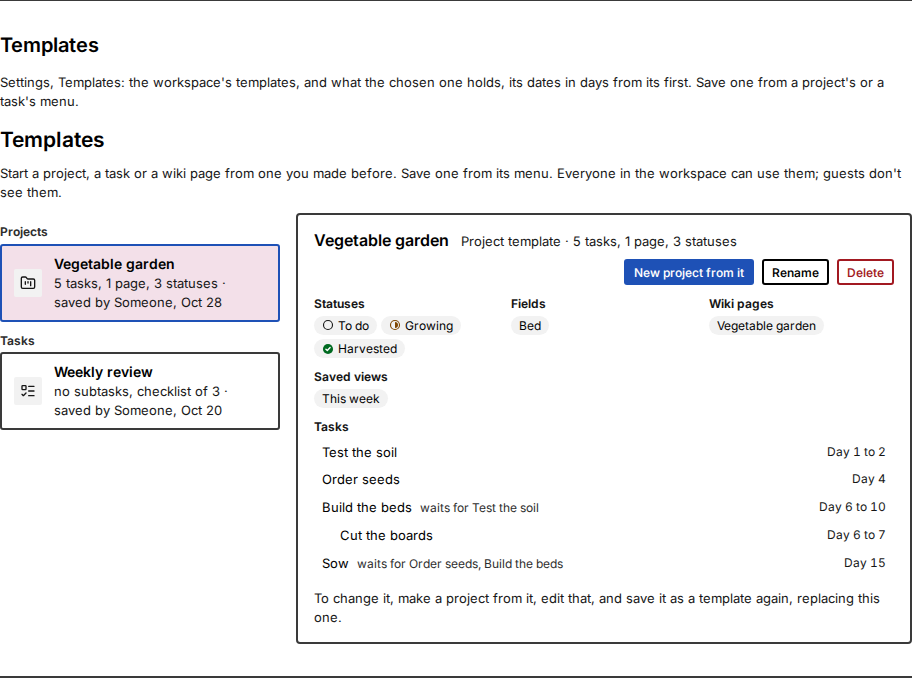 Templates
Settings, Templates: the workspace's templates, and what the chosen one holds, its dates in days from its first. Save one from a project's or a
task's menu.
Templates
Start a project, a task or a wiki page from one you made before. Save one from its menu. Everyone in the workspace can use them; guests don't
see them.
Projects
Vegetable garden
5 tasks, 1 page, 3 statuses ·
saved by Someone, Oct 28
Tasks
Weekly review
no subtasks, checklist of 3 ·
saved by Someone, Oct 20
Vegetable garden Project template · 5 tasks, 1 page, 3 statuses
New project from it Rename Delete
Statuses Fields Wiki pages
To do Growing Bed Vegetable garden
Harvested
Saved views
This week
Tasks
Test the soil Day 1 to 2
Order seeds Day 4
Build the beds waits for Test the soil Day 6 to 10
Cut the boards Day 6 to 7
Sow waits for Order seeds, Build the beds Day 15
To change it, make a project from it, edit that, and save it as a template again, replacing this
one.